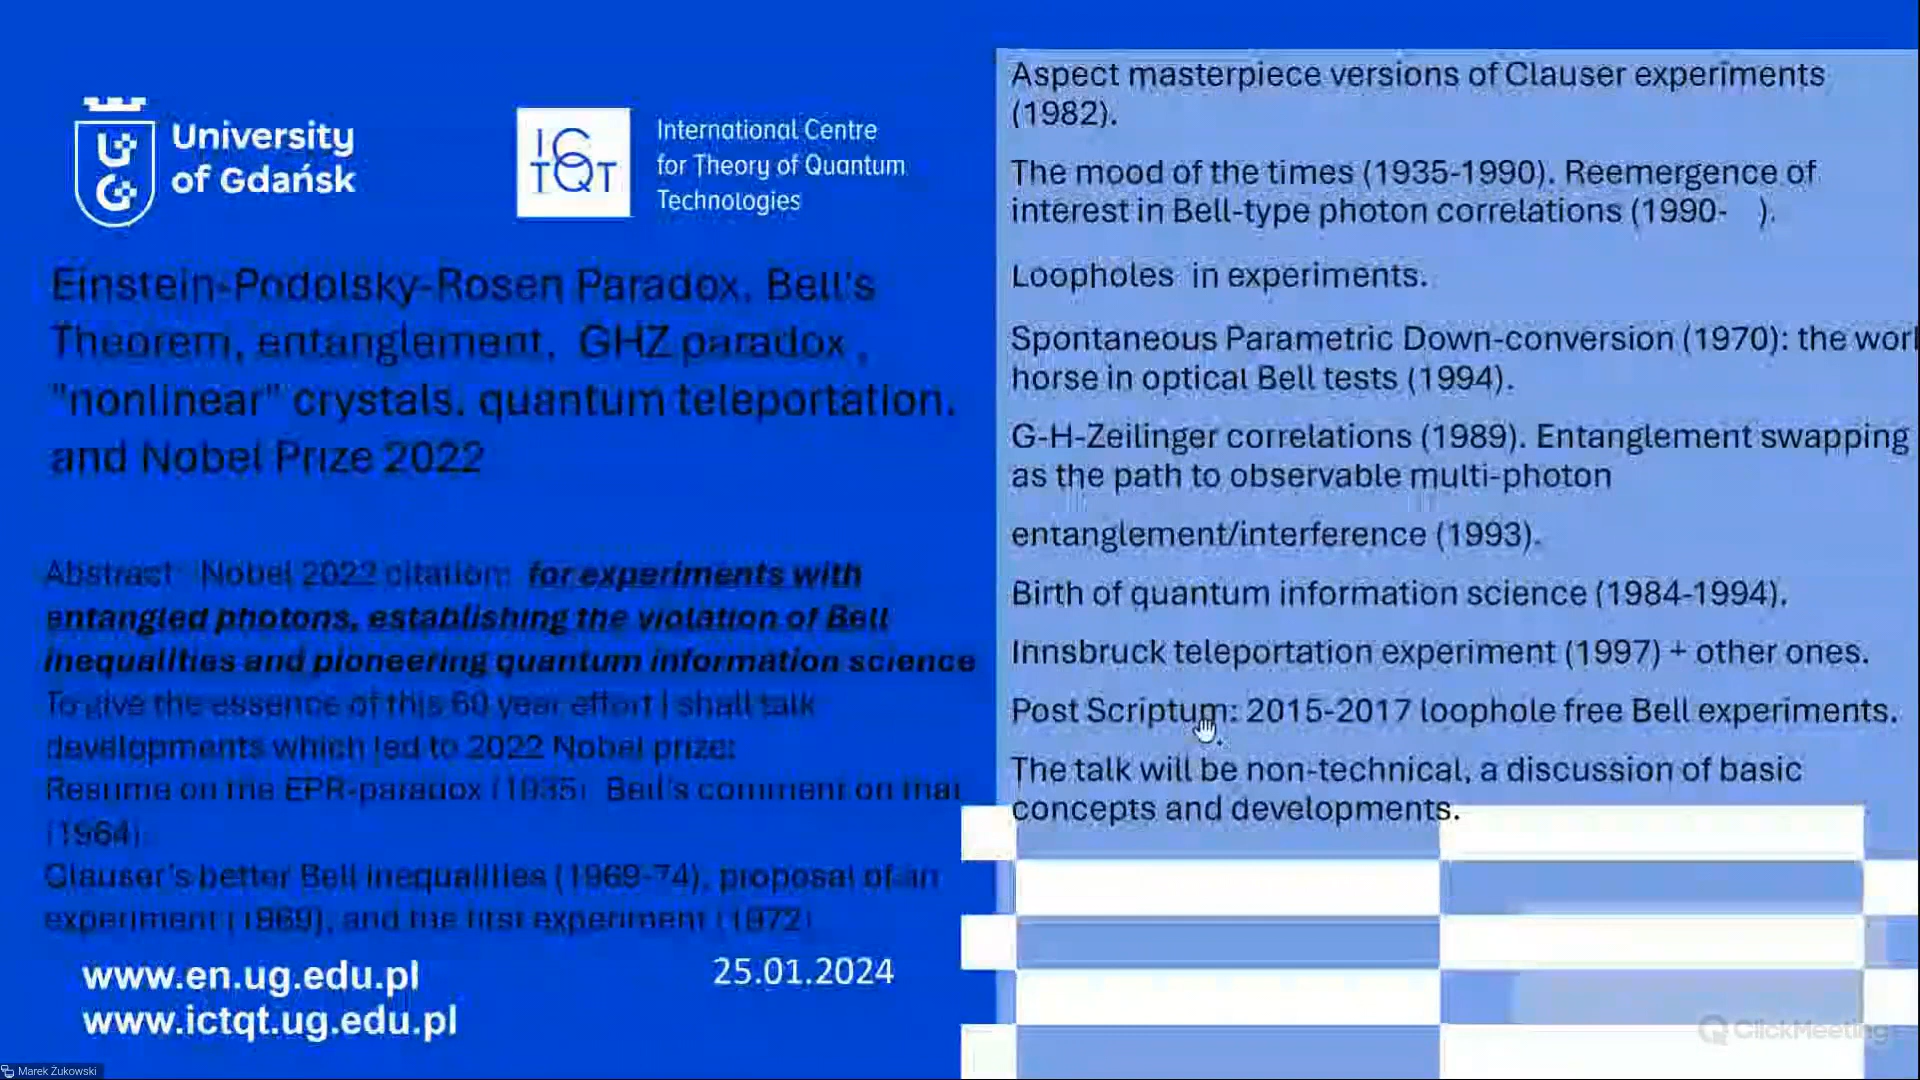 University
of Gdańsk
IC
TQT
International Centre
for Theory of Quantum
Technologies
Einstein-Podolsky-Rosen Paradox, Bell's
Theorem, entanglement, GHZ paradox ,
"nonlinear" crystals, quantum teleportation,
and Nobel Prize 2022
Abstract: Nobel 2022 citation: for experiments with
entangled photons, establishing the violation of Bell
inequalities and pioneering quantum information science
To give the essence of this 60 year effort I shall talk
developments which led to 2022 Nobel prize:
Resume on the EPR-paradox (1935). Bell's comment on that
(1964).
Clauser's better Bell inequalities (1969-74), proposal of an
experiment (1969), and the first experiment (1972)
www.en.ug.edu.pl
www.ictqt.ug.edu.pl
25.01.2024
Aspect masterpiece versions of Clauser experiments
(1982).
The mood of the times (1935-1990). Reemergence of
interest in Bell-type photon correlations (1990- ).
Loopholes in experiments.
Spontaneous Parametric Down-conversion (1970): the work
horse in optical Bell tests (1994).
G-H-Zeilinger correlations (1989). Entanglement swapping
as the path to observable multi-photon
entanglement/interference (1993).
Birth of quantum information science (1984-1994).
Innsbruck teleportation experiment (1997) + other ones.
Post Scriptum: 2015-2017 loophole free Bell experiments.
The talk will be non-technical, a discussion of basic
concepts and developments.
ClickMeeting
Marek Żukowski